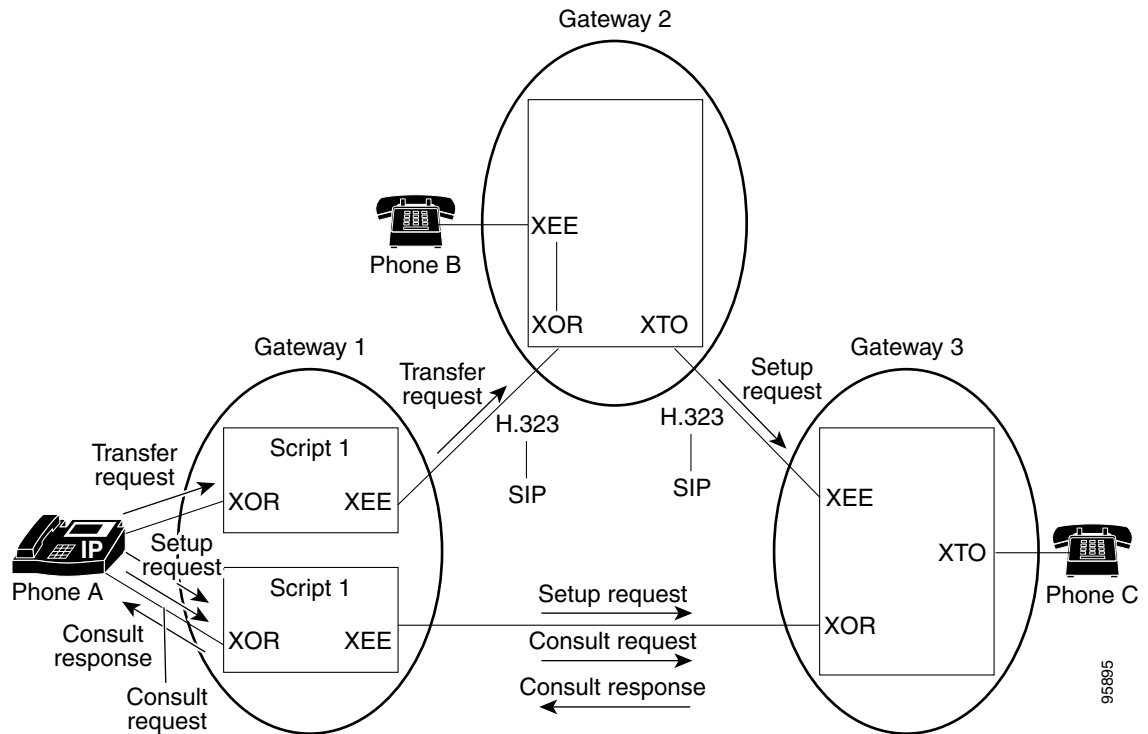 Gateway 2
XEE
Phone B
XOR XTO
Gateway 1
Gateway 3
Transfer
request
Setup
request
H.323
SIP
H.323
SIP
Script 1
Transfer
request
XOR XEE
XEE
IP
Setup
request
Phone A
XTO
Phone C
Script 1
Setup request
XOR XEE
XOR
Consult request
Consult
response
Consult response
Consult
request
95895